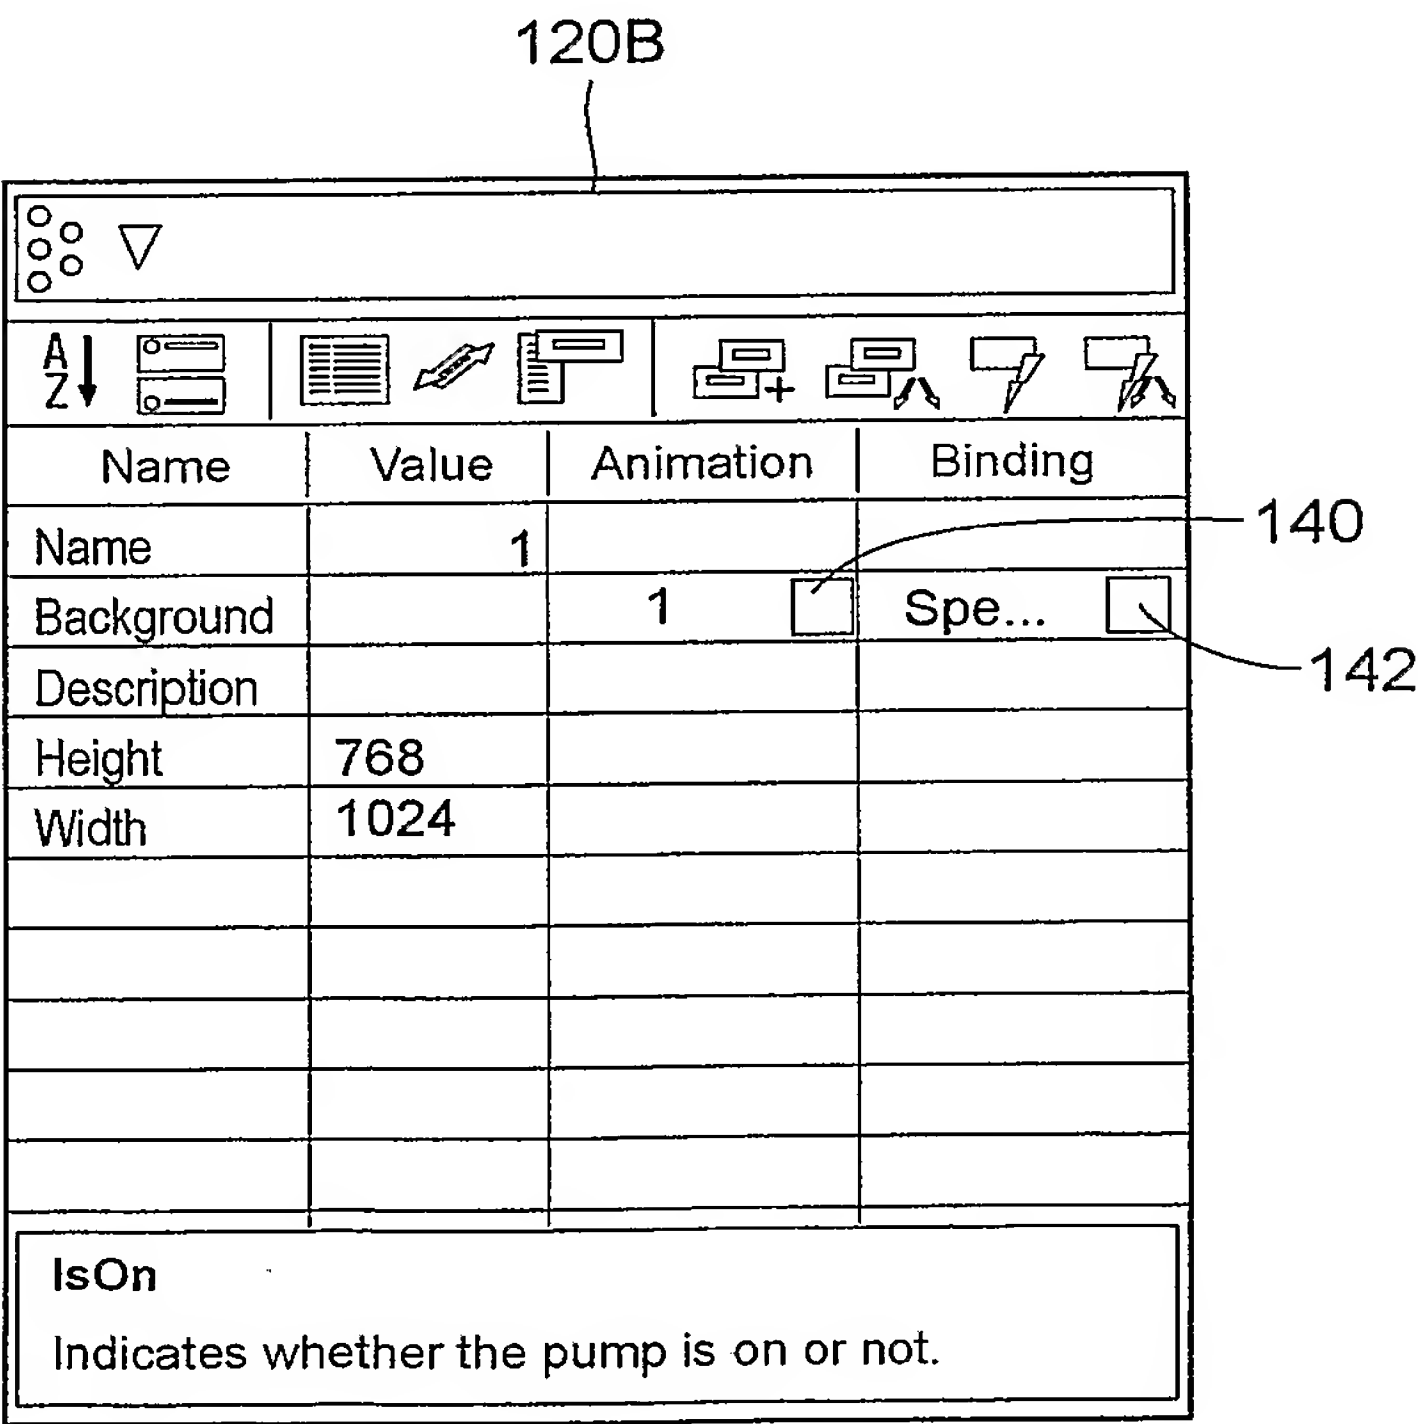 120B
A
Z
Name Value Animation Binding
Name 1
140
Background 1 Spe...
142
Description
Height 768
Width 1024
IsOn
Indicates whether the pump is on or not.